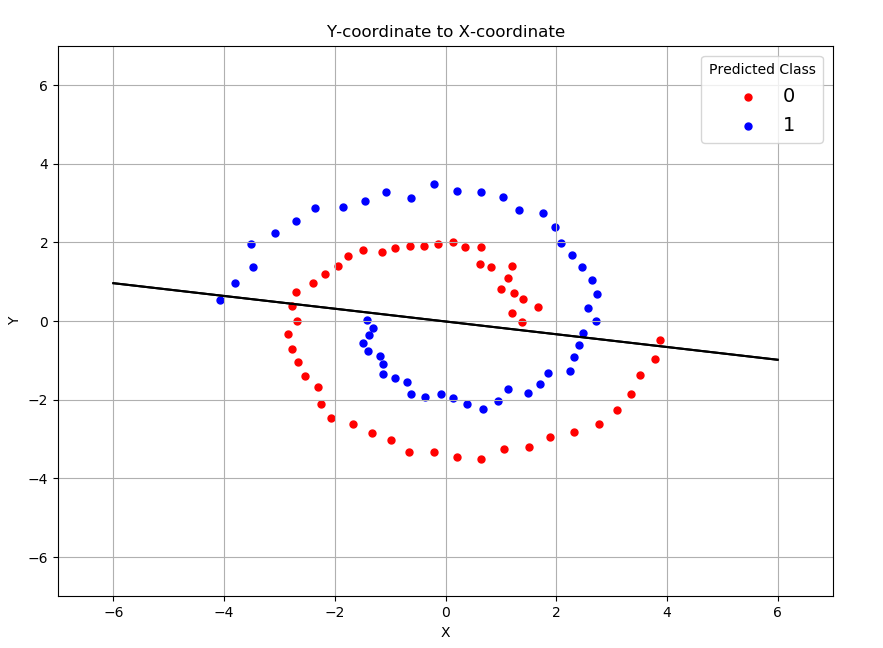 Y-coordinate to X-coordinate
Predicted Class
0
1
6
4
2
0
−2
−4
−6
Y
−6 −4 −2 0 2 4 6
X